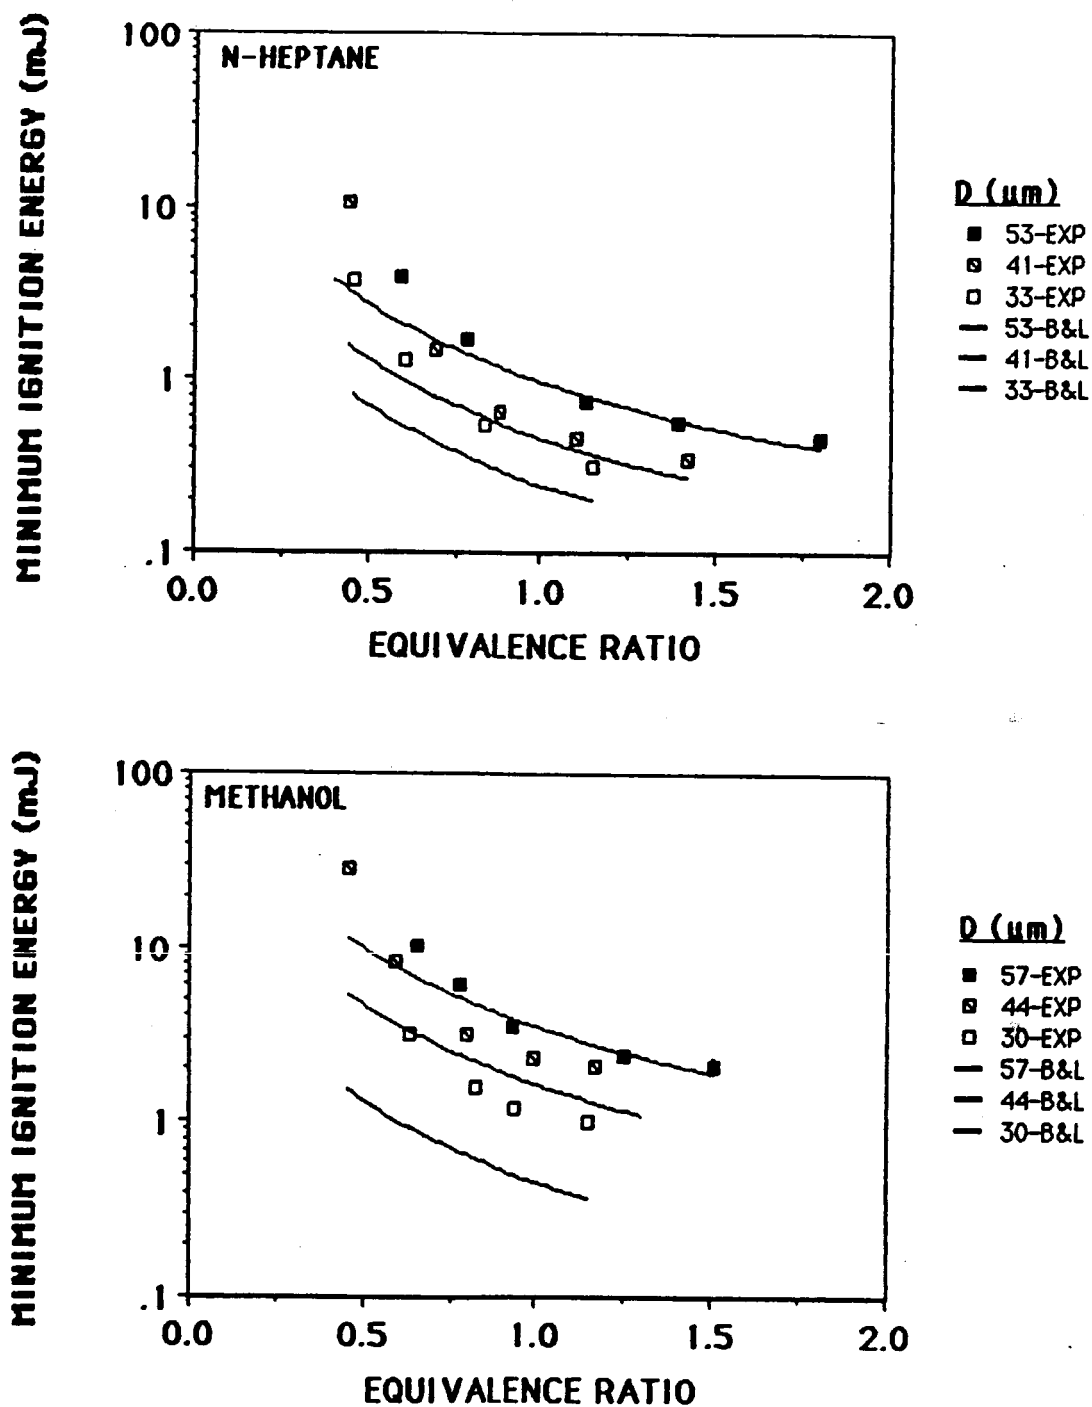 MINIMUM IGNITION ENERGY (mJ)
100
10
1
.1
N-HEPTANE
0.0 0.5 1.0 1.5 2.0
EQUIVALENCE RATIO
D (µm)
53-EXP
41-EXP
33-EXP
53-B&L
41-B&L
33-B&L
MINIMUM IGNITION ENERGY (mJ)
100
10
1
.1
METHANOL
0.0 0.5 1.0 1.5 2.0
EQUIVALENCE RATIO
D (µm)
57-EXP
44-EXP
30-EXP
57-B&L
44-B&L
30-B&L